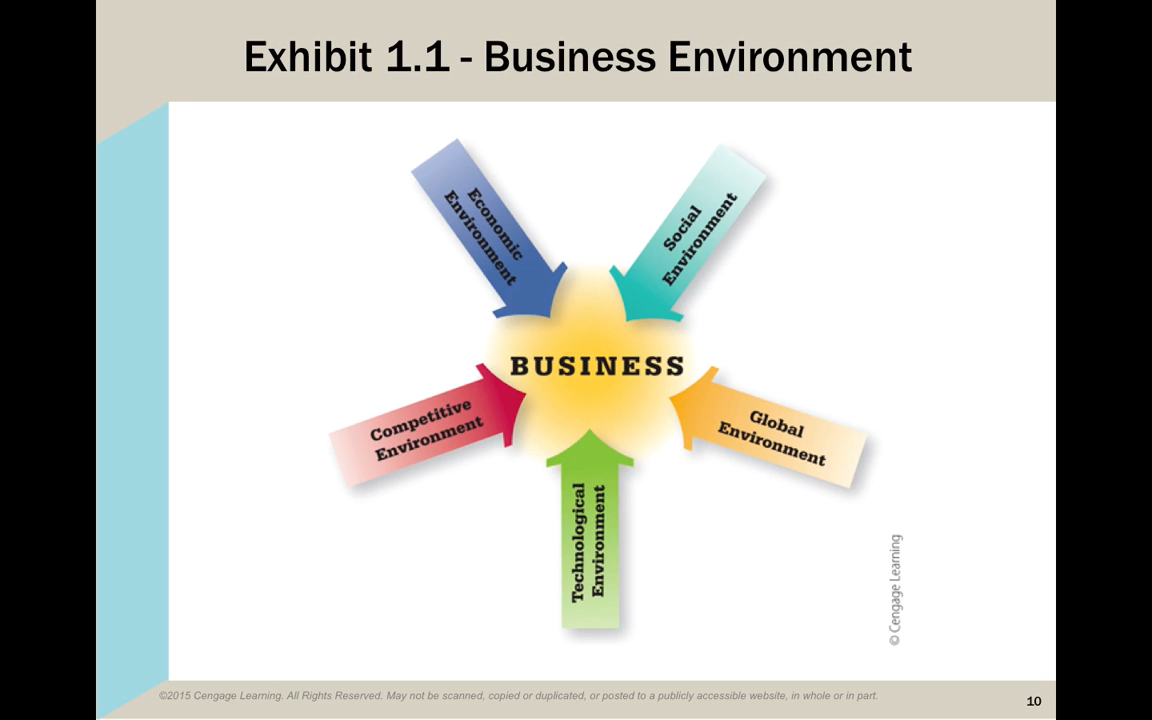 Exhibit 1.1 - Business Environment
Economic
Environment
Social
Environment
BUSINESS
Competitive
Environment
Global
Environment
Technological
Environment
© Cengage Learning
©2015 Cengage Learning. All Rights Reserved. May not be scanned, copied or duplicated, or posted to a publicly accessible website, in whole or in part.
10